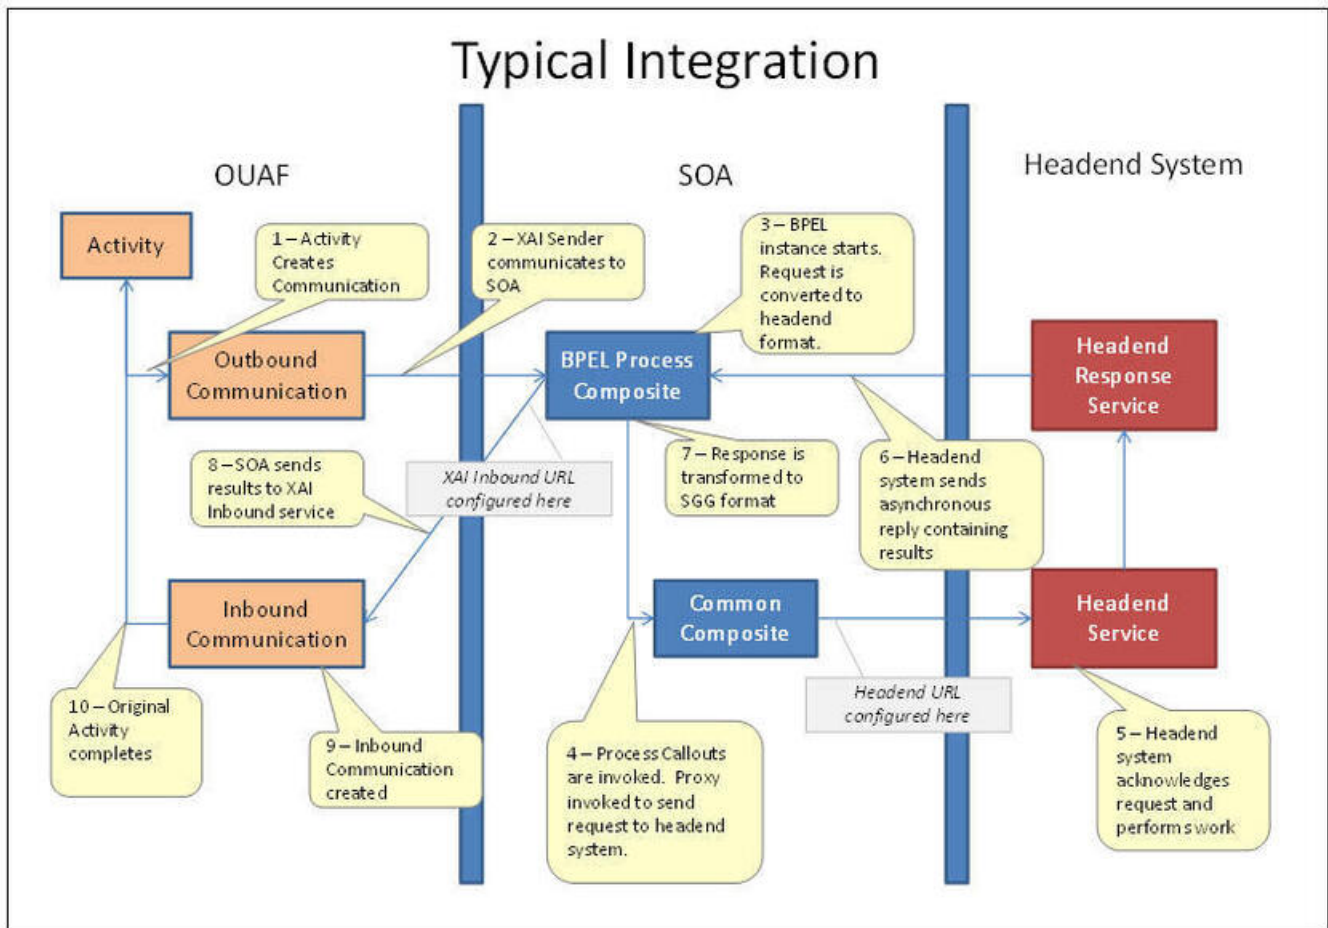 Typical Integration
OUAF
SOA
Headend System
Activity
1 – Activity
Creates
Communication
2 – XAI Sender
communicates to
SOA
3 – BPEL
instance starts.
Request is
converted to
headend
format.
Outbound
Communication
BPEL Process
Composite
Headend
Response
Service
8 – SOA sends
results to XAI
Inbound service
XAI Inbound URL
configured here
7 – Response is
transformed to
SGG format
6 – Headend
system sends
asynchronous
reply containing
results
Inbound
Communication
Common
Composite
Headend
Service
10 – Original
Activity
completes
9 – Inbound
Communication
created
4 – Process Callouts
are invoked. Proxy
invoked to send
request to headend
system.
Headend URL
configured here
5 – Headend
system
acknowledges
request and
performs work